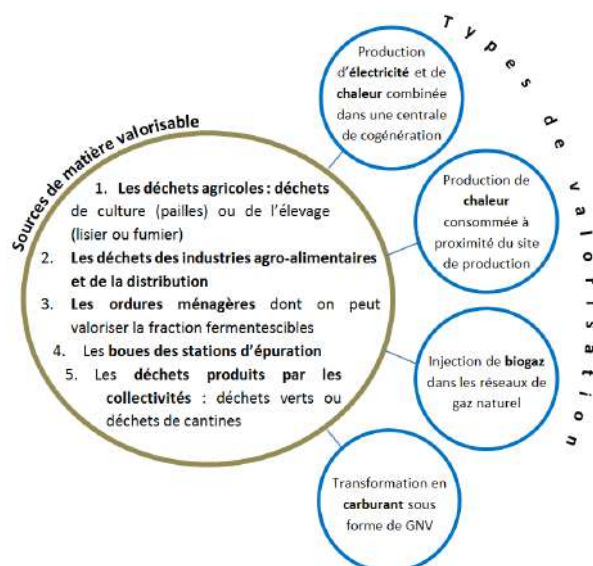 Sources de matière valorisable
1. Les déchets agricoles : déchets
de culture (pailles) ou de l'élevage
(lisier ou fumier)
2. Les déchets des industries agro-alimentaires
et de la distribution
3. Les ordures ménagères dont on peut
valoriser la fraction fermentescibles
4. Les boues des stations d'épuration
5. Les déchets produits par les
collectivités : déchets verts ou
déchets de cantines
Types de valorisation
Production
d'électricité et de
chaleur combinée
dans une centrale
de cogénération
Production de
chaleur
consommée à
proximité du site
de production
Injection de biogaz
dans les réseaux de
gaz naturel
Transformation en
carburant sous
forme de GNV